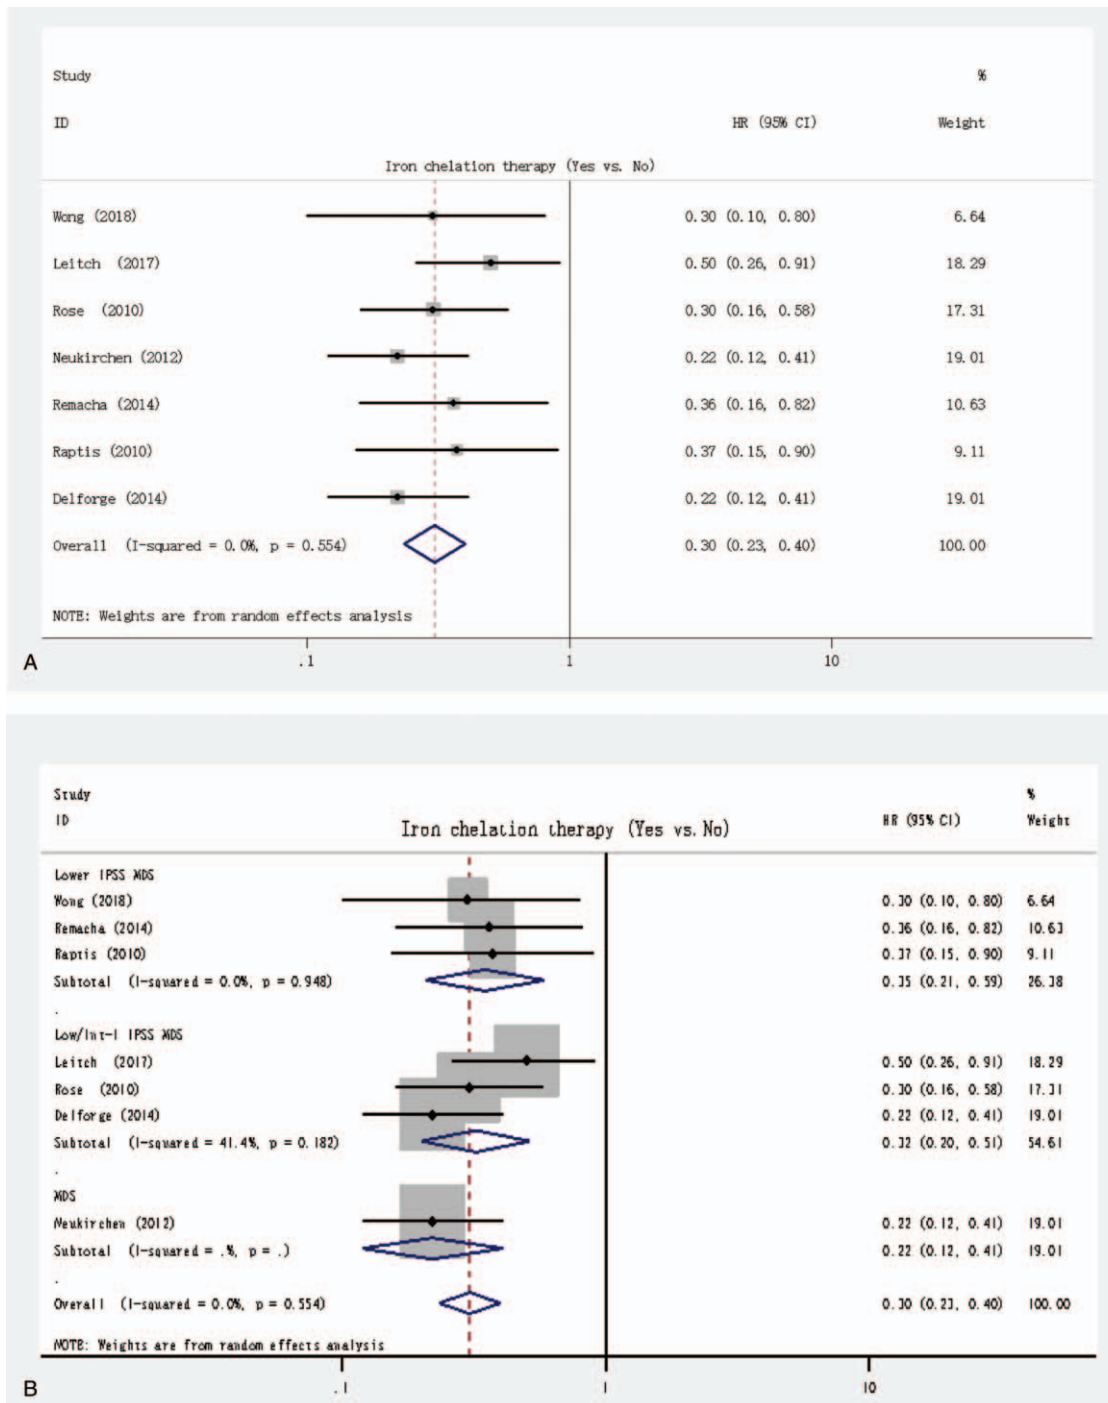 Study %
ID HR (95% CI) Weight
Iron chelation therapy (Yes vs. No)
Wong (2018) 0.30 (0.10, 0.80) 6.64
Leitch (2017) 0.50 (0.26, 0.91) 18.29
Rose (2010) 0.30 (0.16, 0.58) 17.31
Neukirchen (2012) 0.22 (0.12, 0.41) 19.01
Remacha (2014) 0.36 (0.16, 0.82) 10.63
Raptis (2010) 0.37 (0.15, 0.90) 9.11
Delforge (2014) 0.22 (0.12, 0.41) 19.01
Overall (I-squared = 0.0%, p = 0.554) 0.30 (0.23, 0.40) 100.00
NOTE: Weights are from random effects analysis
A .1 1 10
Study %
ID Iron chelation therapy (Yes vs. No) HR (95% CI) Weight
Lower IPSS MDS
Wong (2018) 0.30 (0.10, 0.80) 6.64
Remacha (2014) 0.36 (0.16, 0.82) 10.63
Raptis (2010) 0.37 (0.15, 0.90) 9.11
Subtotal (I-squared = 0.0%, p = 0.948) 0.35 (0.21, 0.59) 26.38
.
Low/Int-1 IPSS MDS
Leitch (2017) 0.50 (0.26, 0.91) 18.29
Rose (2010) 0.30 (0.16, 0.58) 17.31
Delforge (2014) 0.22 (0.12, 0.41) 19.01
Subtotal (I-squared = 41.4%, p = 0.182) 0.32 (0.20, 0.51) 54.61
.
MDS
Neukirchen (2012) 0.22 (0.12, 0.41) 19.01
Subtotal (I-squared = .%, p = .) 0.22 (0.12, 0.41) 19.01
.
Overall (I-squared = 0.0%, p = 0.554) 0.30 (0.23, 0.40) 100.00
NOTE: Weights are from random effects analysis
B .1 1 10